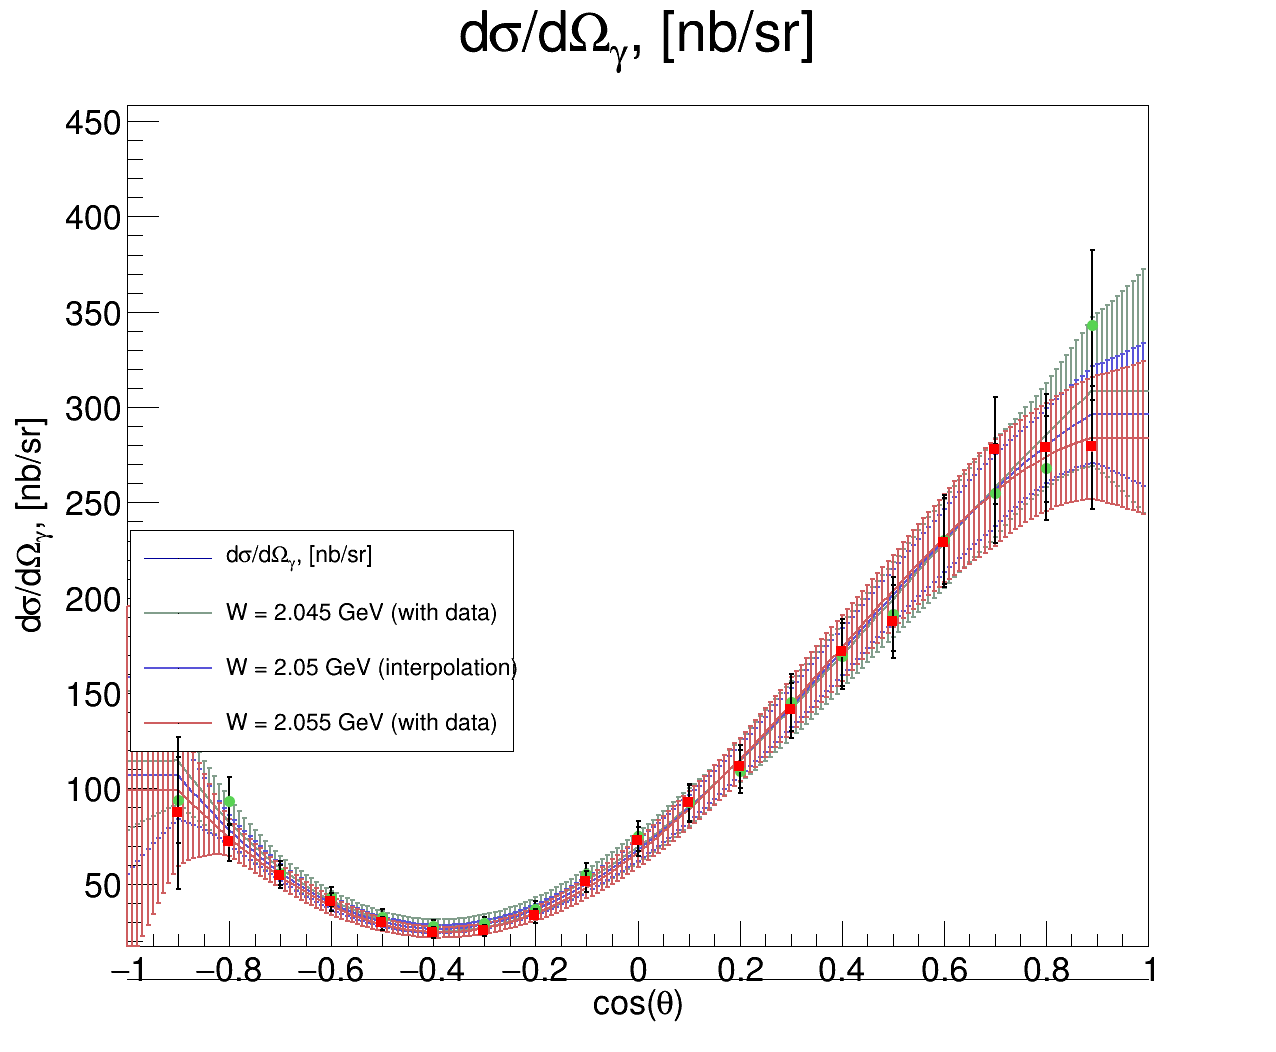 dσ/dΩγ, [nb/sr]
dσ/dΩγ, [nb/sr]
450
400
350
300
250
200
150
100
50
dσ/dΩγ, [nb/sr]
W = 2.045 GeV (with data)
W = 2.05 GeV (interpolation)
W = 2.055 GeV (with data)
−1 −0.8 −0.6 −0.4 −0.2 0 0.2 0.4 0.6 0.8 1
cos(θ)